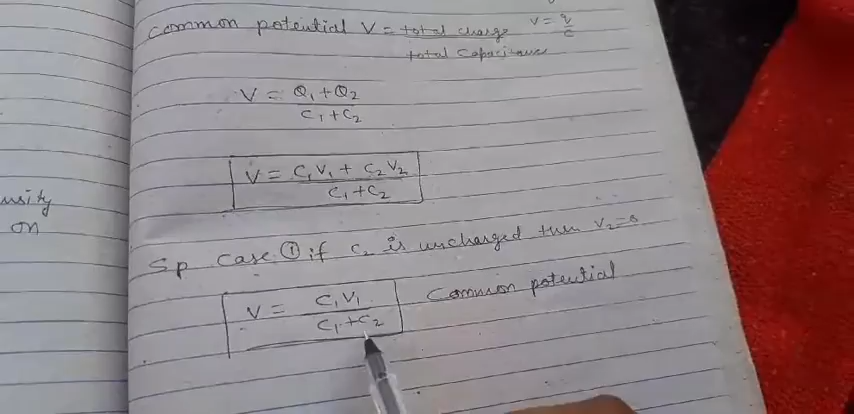 Common potential V = total charge / total capacitance V = q/c
V = Q₁+Q₂ / C₁+C₂
V = C₁V₁ + C₂V₂ / C₁+C₂
on
Sp Case ① if C₂ is uncharged then V₂=0
V = C₁V₁ / C₁+C₂ Common potential